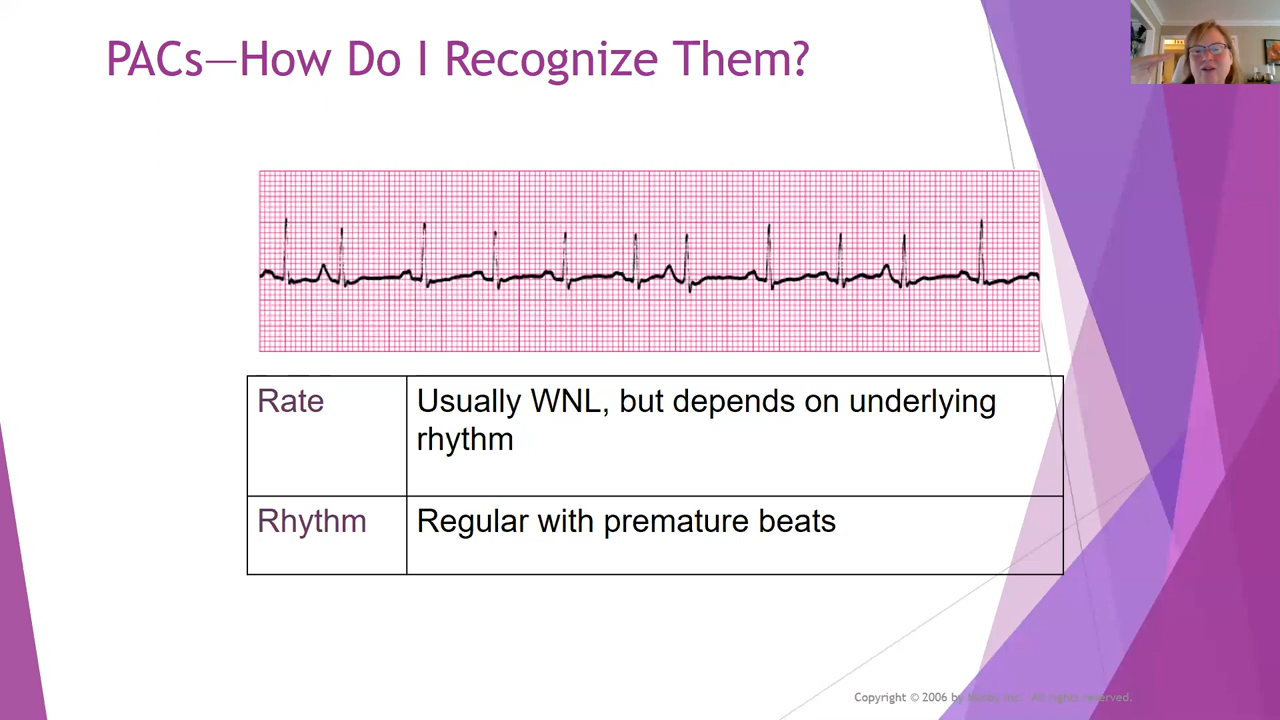 PACs—How Do I Recognize Them?
Rate
Usually WNL, but depends on underlying
rhythm
Rhythm
Regular with premature beats
Copyright © 2006 by Mosby Inc. All rights reserved.